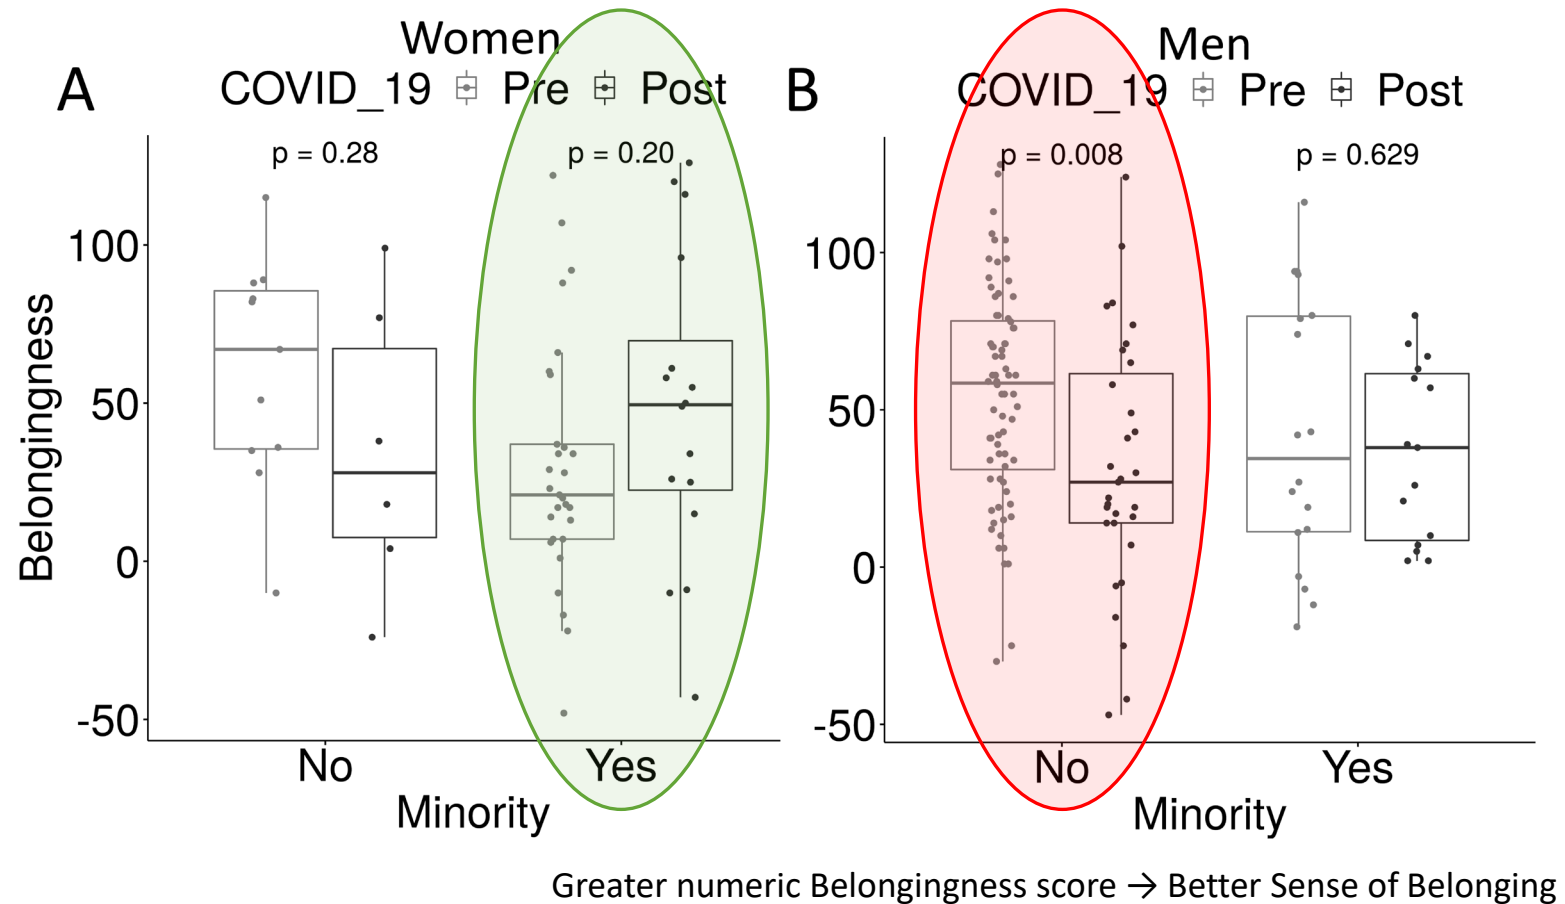 Women
A
COVID_19 Pre Post
p = 0.28
p = 0.20
Belongingness
100
50
0
-50
No
Yes
Minority
Men
B
COVID_19 Pre Post
p = 0.008
p = 0.629
100
50
0
-50
No
Yes
Minority
Greater numeric Belongingness score → Better Sense of Belonging